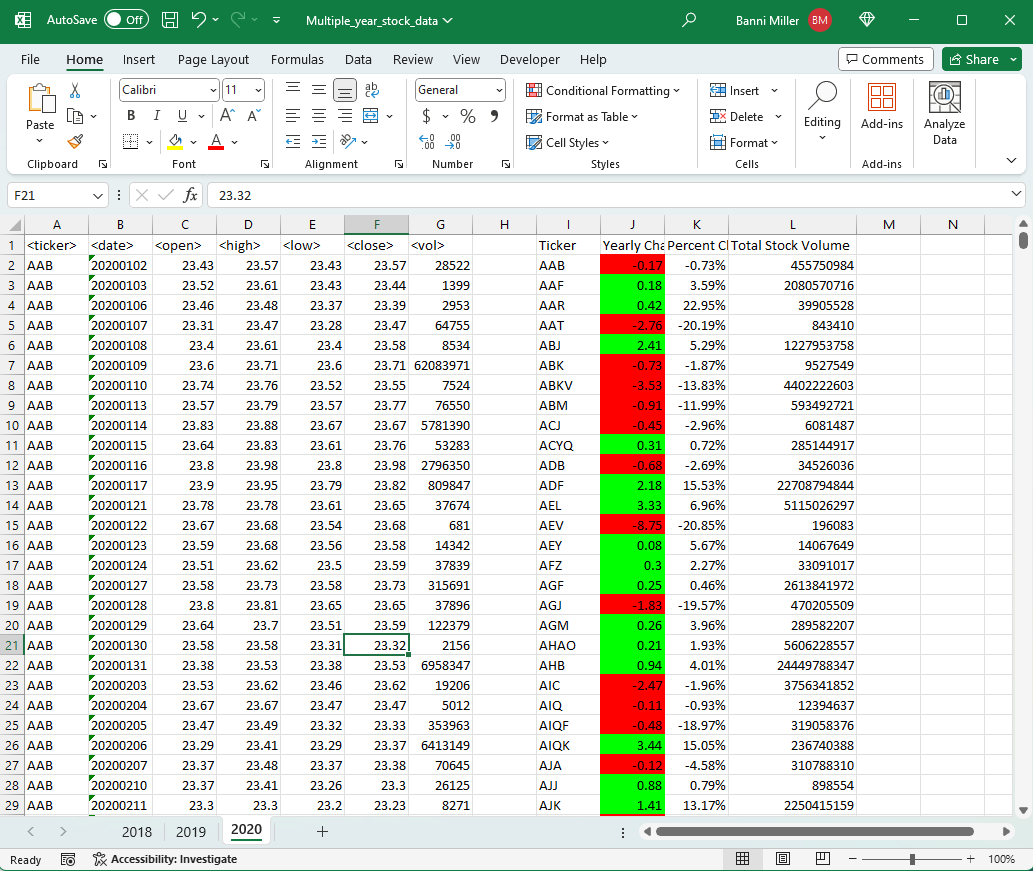 AutoSave Off Multiple_year_stock_data Banni Miller BM
File Home Insert Page Layout Formulas Data Review View Developer Help Comments Share
Paste Calibri 11 General Conditional Formatting Insert Editing Add-ins Analyze Data
B I U A A ab c $ % 9 Format as Table Delete
A Cell Styles Format
Clipboard Font Alignment Number Styles Cells Add-ins
F21 fx 23.32
A B C D E F G H I J K L M N
1 <ticker> <date> <open> <high> <low> <close> <vol> Ticker Yearly Cha Percent Cl Total Stock Volume
2 AAB 20200102 23.43 23.57 23.43 23.57 28522 AAB -0.17 -0.73% 455750984
3 AAB 20200103 23.52 23.61 23.43 23.44 1399 AAF 0.18 3.59% 2080570716
4 AAB 20200106 23.46 23.48 23.37 23.39 2953 AAR 0.42 22.95% 39905528
5 AAB 20200107 23.31 23.47 23.28 23.47 64755 AAT -2.76 -20.19% 843410
6 AAB 20200108 23.4 23.61 23.4 23.58 8534 ABJ 2.41 5.29% 1227953758
7 AAB 20200109 23.6 23.71 23.6 23.71 62083971 ABK -0.73 -1.87% 9527549
8 AAB 20200110 23.74 23.76 23.52 23.55 7524 ABKV -3.53 -13.83% 4402222603
9 AAB 20200113 23.57 23.79 23.57 23.77 76550 ABM -0.91 -11.99% 593492721
10 AAB 20200114 23.83 23.88 23.67 23.67 5781390 ACJ -0.45 -2.96% 6081487
11 AAB 20200115 23.64 23.83 23.61 23.76 53283 ACYQ 0.31 0.72% 285144917
12 AAB 20200116 23.8 23.98 23.8 23.98 2796350 ADB -0.68 -2.69% 34526036
13 AAB 20200117 23.9 23.95 23.79 23.82 809847 ADF 2.18 15.53% 22708794844
14 AAB 20200121 23.78 23.78 23.61 23.65 37674 AEL 3.33 6.96% 5115026297
15 AAB 20200122 23.67 23.68 23.54 23.68 681 AEV -8.75 -20.85% 196083
16 AAB 20200123 23.59 23.68 23.56 23.58 14342 AEY 0.08 5.67% 14067649
17 AAB 20200124 23.51 23.62 23.5 23.59 37839 AFZ 0.3 2.27% 33091017
18 AAB 20200127 23.58 23.73 23.58 23.73 315691 AGF 0.25 0.46% 2613841972
19 AAB 20200128 23.8 23.81 23.65 23.65 37896 AGJ -1.83 -19.57% 470205509
20 AAB 20200129 23.64 23.7 23.51 23.59 122379 AGM 0.26 3.96% 289582207
21 AAB 20200130 23.58 23.58 23.31 23.32 2156 AHAO 0.21 1.93% 5606228557
22 AAB 20200131 23.38 23.53 23.38 23.53 6958347 AHB 0.94 4.01% 24449788347
23 AAB 20200203 23.53 23.62 23.46 23.62 19206 AIC -2.47 -1.96% 3756341852
24 AAB 20200204 23.67 23.67 23.47 23.47 5012 AIQ -0.11 -0.93% 12394637
25 AAB 20200205 23.47 23.49 23.32 23.33 353963 AIQF -0.48 -18.97% 319058376
26 AAB 20200206 23.29 23.41 23.29 23.37 6413149 AIQK 3.44 15.05% 236740388
27 AAB 20200207 23.37 23.48 23.37 23.38 70645 AJA -0.12 -4.58% 310788310
28 AAB 20200210 23.37 23.41 23.26 23.3 26125 AJJ 0.88 0.79% 898554
29 AAB 20200211 23.3 23.3 23.2 23.23 8271 AJK 1.41 13.17% 2250415159
2018 2019 2020
Ready Accessibility: Investigate 100%